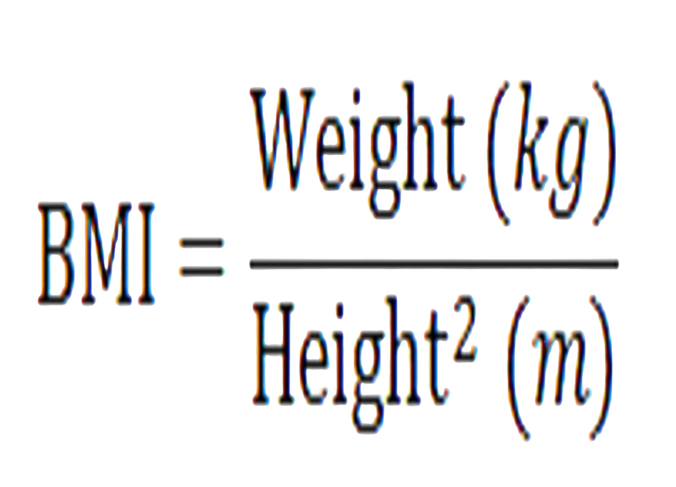 Weight (kg)
BMI =
Height² (m)